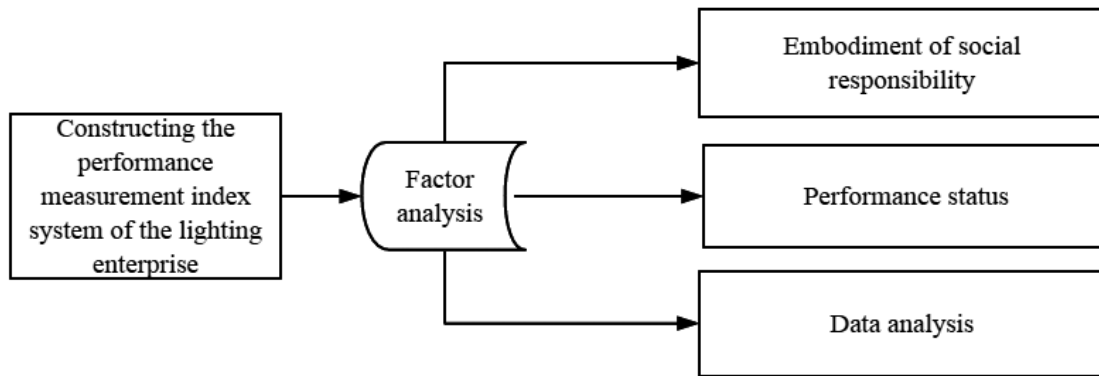 Constructing the
performance
measurement index
system of the lighting
enterprise
Factor
analysis
Embodiment of social
responsibility
Performance status
Data analysis